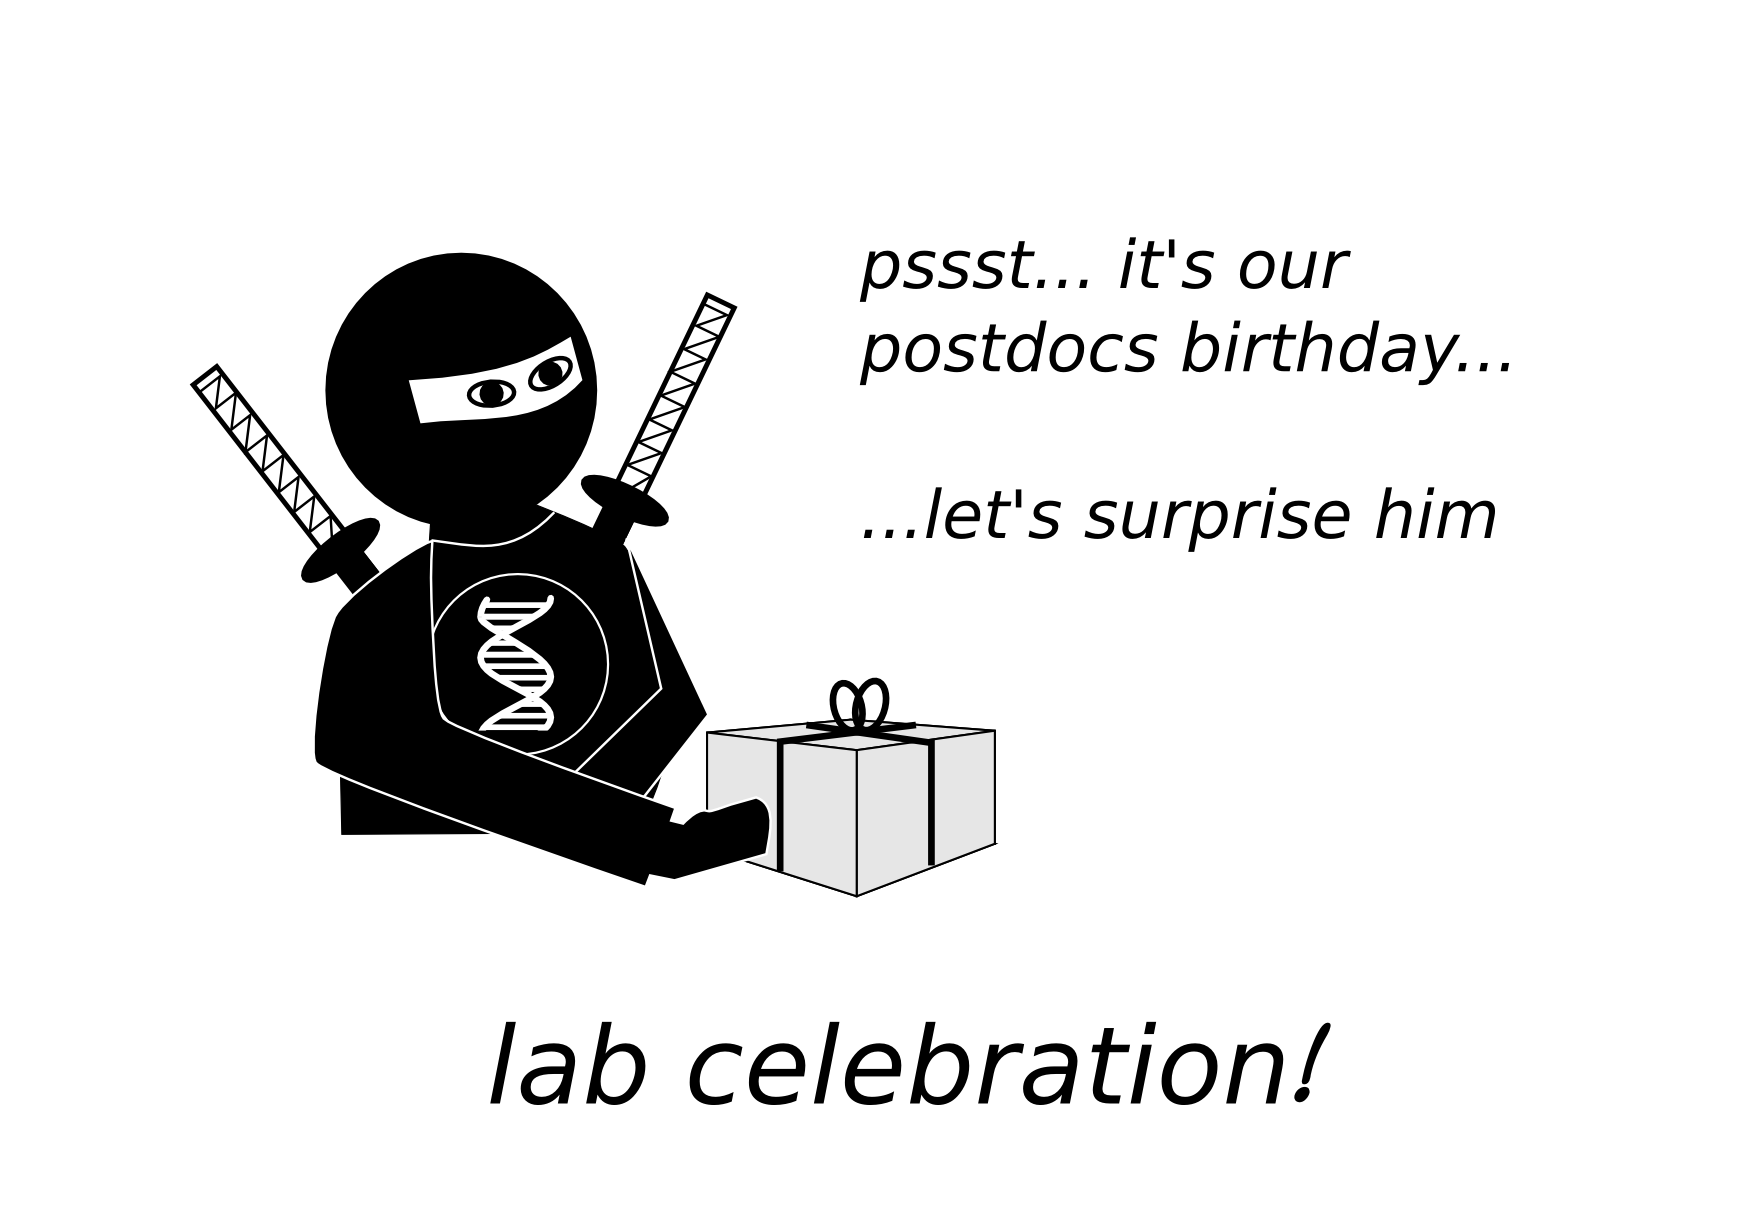 pssst... it's our
postdocs birthday...
...let's surprise him
lab celebration!